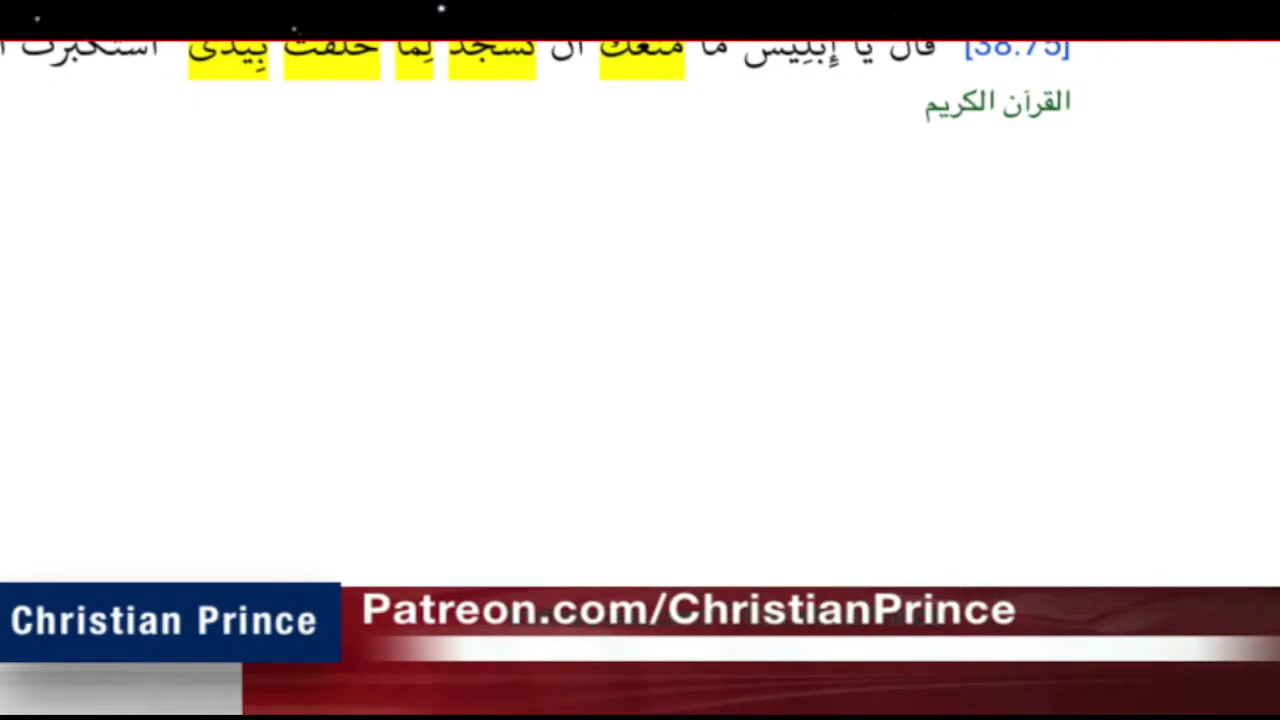 [38.75] قَالَ يَا إِبْلِيسُ مَا مَنَعَكَ أَن تَسْجُدَ لِمَا خَلَقْتُ بِيَدَيَّ أَسْتَكْبَرْتَ
القرآن الكريم
Patreon.com/ChristianPrince
Christian Prince